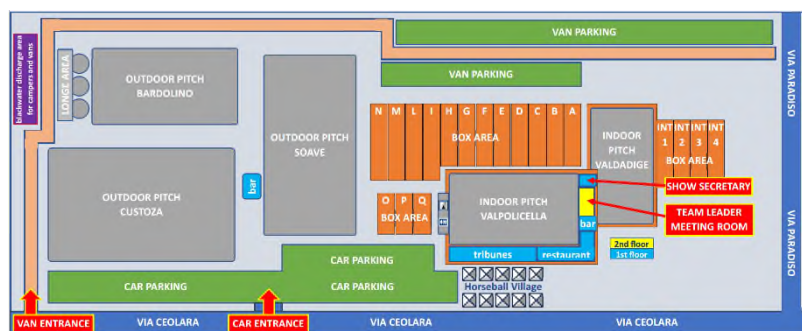 blackwater discharge area
for campers and vans
LONGE AREA
OUTDOOR PITCH
BARDOLINO
OUTDOOR PITCH
SOAVE
OUTDOOR PITCH
CUSTOZA
bar
VAN PARKING
VAN PARKING
N M L I H G F E D C B A
BOX AREA
O P Q
BOX AREA
INDOOR
PITCH
VALDADIGE
INT INT INT INT
1 2 3 4
BOX AREA
INDOOR PITCH
VALPOLICELLA
SHOW SECRETARY
TEAM LEADER
MEETING ROOM
bar
tribunes
restaurant
2nd floor
1st floor
CAR PARKING
CAR PARKING
CAR PARKING
Horseball Village
VIA PARADISO
VIA PARADISO
VAN ENTRANCE
VIA CEOLARA
CAR ENTRANCE
VIA CEOLARA
VIA CEOLARA